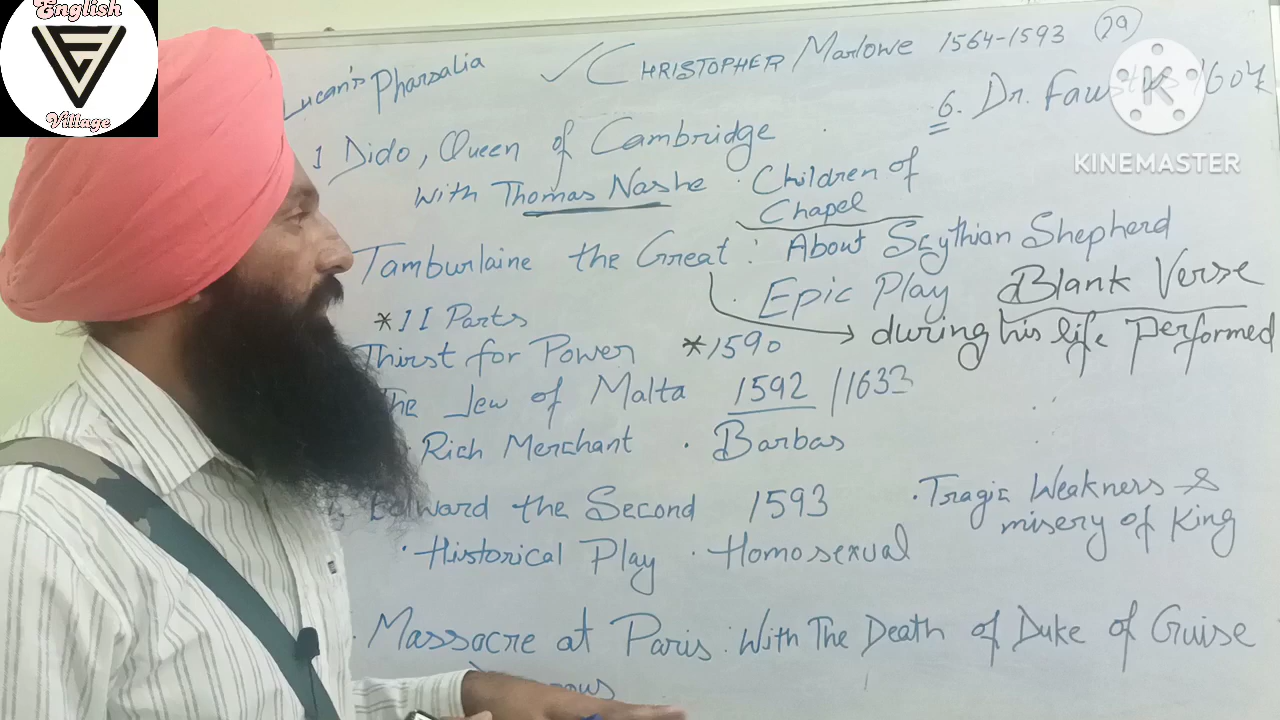 English
Village
Lucan's Pharsalia
CHRISTOPHER Marlowe 1564-1593 29
6. Dr. Faustus 1604
KINEMASTER
1 Dido, Queen of Cambridge
With Thomas Nashe · Children of
Chapel
Tamburlaine the Great : About Scythian Shepherd
* II Parts
Epic Play Blank Verse
during his life performed
Thirst for Power *1590
The Jew of Malta 1592 /1633
Rich Merchant · Barbas
Edward the Second 1593
· Tragic Weakness &
misery of King
· Historical Play · Homosexual
· Massacre at Paris : With The Death of Duke of Guise